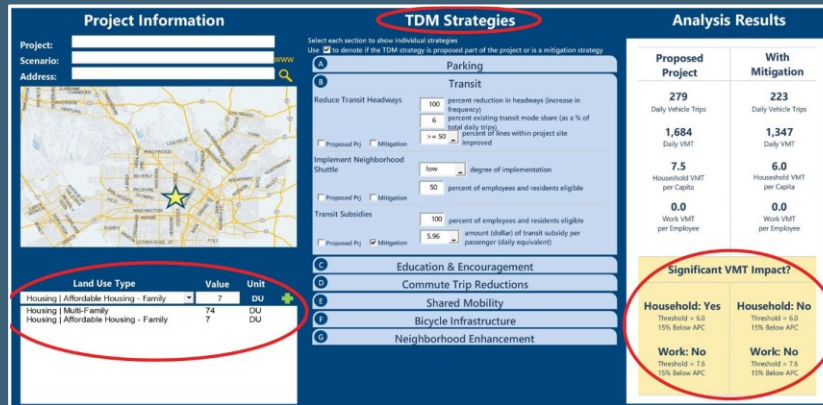 Project Information
Project:
Scenario:
www
Address:
HOLLYWOOD
Land Use Type Value Unit
Housing | Affordable Housing - Family 7 DU
Housing | Multi-Family 74 DU
Housing | Affordable Housing - Family 7 DU
TDM Strategies
Select each section to show individual strategies
Use ☑ to denote if the TDM strategy is proposed part of the project or is a mitigation strategy
A Parking
B Transit
Reduce Transit Headways
100 percent reduction in headways (increase in frequency)
6 percent existing transit mode share (as a % of total daily trips)
>= 50 percent of lines within project site improved
Proposed Prj Mitigation
Implement Neighborhood Shuttle
low degree of implementation
50 percent of employees and residents eligible
Proposed Prj Mitigation
Transit Subsidies
100 percent of employees and residents eligible
5.96 amount (dollar) of transit subsidy per passenger (daily equivalent)
Proposed Prj Mitigation
C Education & Encouragement
D Commute Trip Reductions
E Shared Mobility
F Bicycle Infrastructure
G Neighborhood Enhancement
Analysis Results
Proposed Project
With Mitigation
279 223
Daily Vehicle Trips Daily Vehicle Trips
1,684 1,347
Daily VMT Daily VMT
7.5 6.0
Houseshold VMT per Capita Houseshold VMT per Capita
0.0 0.0
Work VMT per Employee Work VMT per Employee
Significant VMT Impact?
Household: Yes Household: No
Threshold = 6.0 Threshold = 6.0
15% Below APC 15% Below APC
Work: No Work: No
Threshold = 7.6 Threshold = 7.6
15% Below APC 15% Below APC